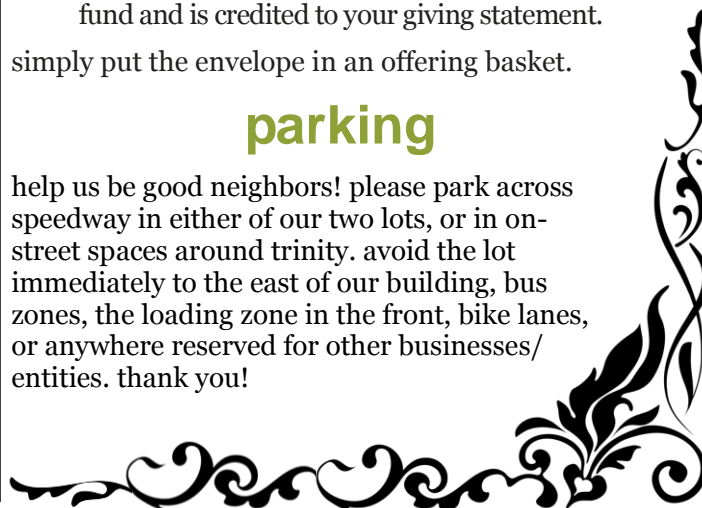 fund and is credited to your giving statement.
simply put the envelope in an offering basket.
parking
help us be good neighbors! please park across
speedway in either of our two lots, or in on-
street spaces around trinity. avoid the lot
immediately to the east of our building, bus
zones, the loading zone in the front, bike lanes,
or anywhere reserved for other businesses/
entities. thank you!